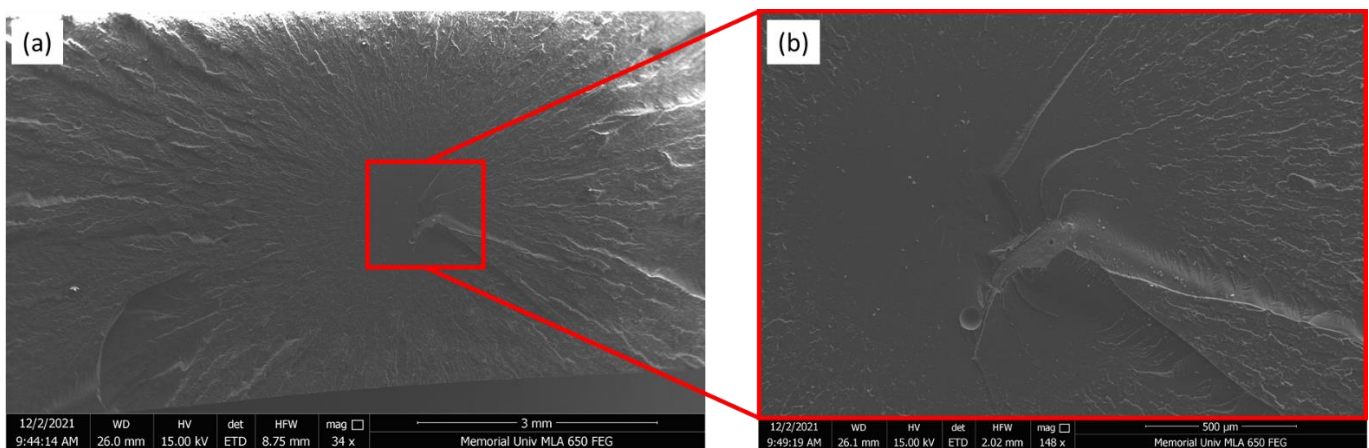 (a)
12/2/2021 WD HV det HFW mag 3 mm
9:44:14 AM 26.0 mm 15.00 kV ETD 8.75 mm 34 x Memorial Univ MLA 650 FEG
(b)
12/2/2021 WD HV det HFW mag 500 µm
9:49:19 AM 26.1 mm 15.00 kV ETD 2.02 mm 148 x Memorial Univ MLA 650 FEG